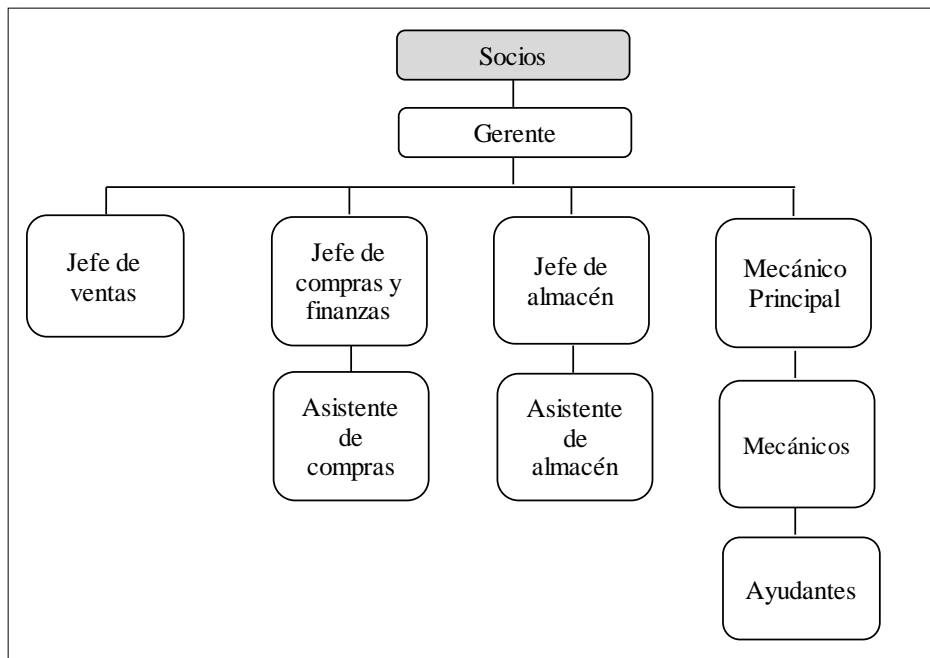 Socios
Gerente
Jefe de
ventas
Jefe de
compras y
finanzas
Jefe de
almacén
Mecánico
Principal
Asistente
de
compras
Asistente
de
almacén
Mecánicos
Ayudantes